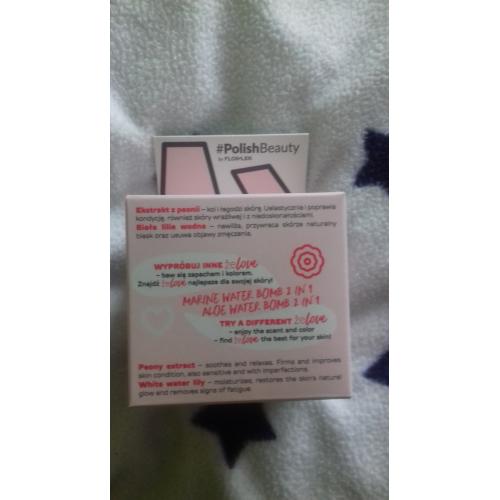 #PolishBeauty
by FLOSLEK
Ekstrakt z peonii – koi i łagodzi skórę. Uelastycznia i poprawia
kondycję, również skóry wrażliwej i z niedoskonałościami.
Biała lilia wodna – nawilża, przywraca skórze naturalny
blask oraz usuwa objawy zmęczenia.
WYPRÓBUJ INNE belove
– baw się zapachem i kolorem.
Znajdź belove najlepsze dla swojej skóry!
MARINE WATER BOMB 2 IN 1
ALOE WATER BOMB 2 IN 1
TRY A DIFFERENT belove
– enjoy the scent and color
– find belove the best for your skin!
Peony extract – soothes and relaxes. Firms and improves
skin condition, also sensitive and with imperfections.
White water lily – moisturizes, restores the skin's natural
glow and removes signs of fatigue.